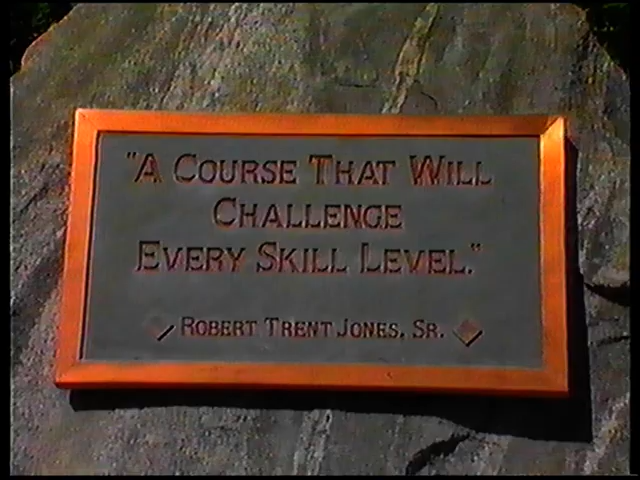 "A Course That Will
Challenge
Every Skill Level."
Robert Trent Jones, Sr.